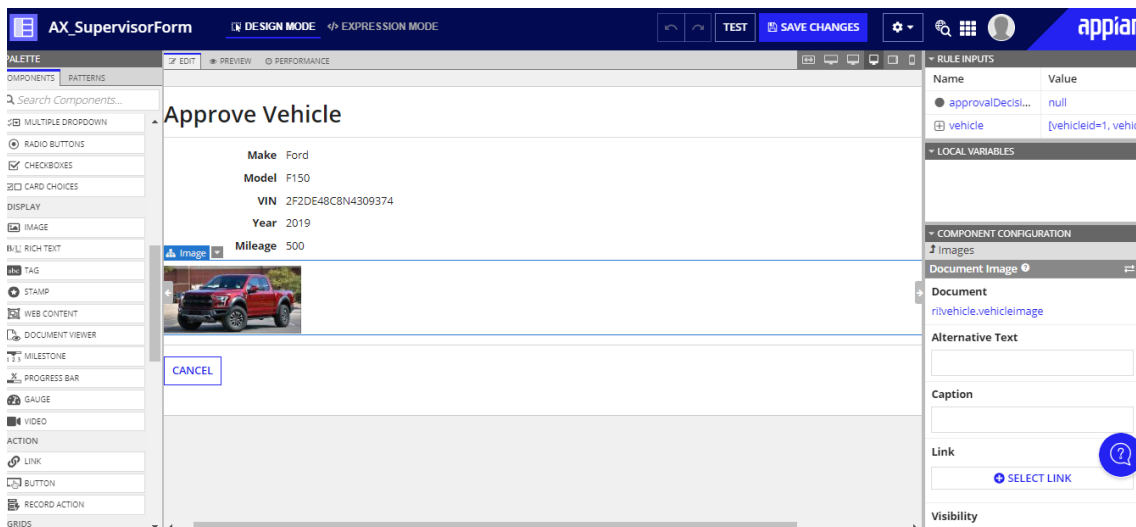 AX_SupervisorForm
DESIGN MODE
</> EXPRESSION MODE
TEST
SAVE CHANGES
appian
PALETTE
COMPONENTS
PATTERNS
Search Components...
MULTIPLE DROPDOWN
RADIO BUTTONS
CHECKBOXES
CARD CHOICES
DISPLAY
IMAGE
RICH TEXT
abc TAG
STAMP
WEB CONTENT
DOCUMENT VIEWER
MILESTONE
PROGRESS BAR
GAUGE
VIDEO
ACTION
LINK
BUTTON
RECORD ACTION
GRIDS
EDIT
PREVIEW
PERFORMANCE
Approve Vehicle
Make Ford
Model F150
VIN 2F2DE48C8N4309374
Year 2019
Mileage 500
Image
CANCEL
RULE INPUTS
Name Value
approvalDecisi... null
vehicle [vehicleid=1, vehic
LOCAL VARIABLES
COMPONENT CONFIGURATION
Images
Document Image
Document
ri!vehicle.vehicleimage
Alternative Text
Caption
Link
SELECT LINK
Visibility